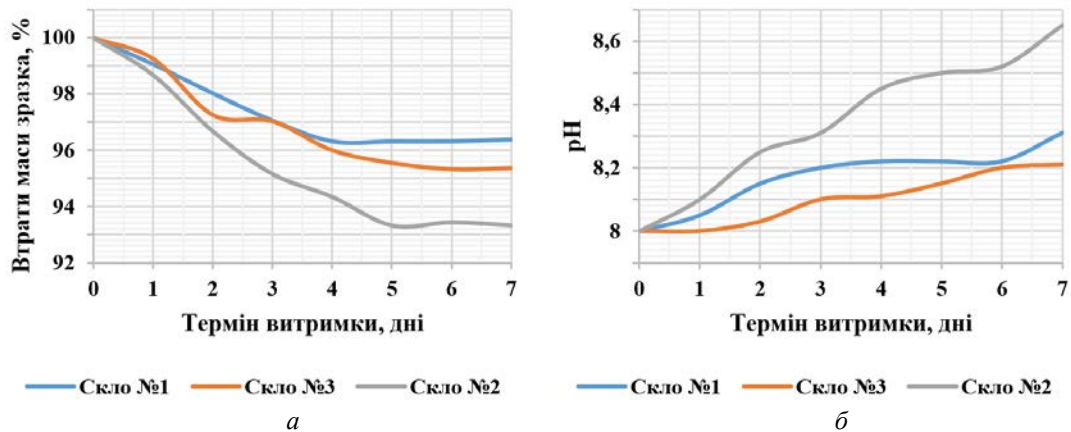 Втрати маси зразка, %
100
98
96
94
92
0 1 2 3 4 5 6 7
Термін витримки, дні
Скло №1 Скло №3 Скло №2
а
pH
8,6
8,4
8,2
8
0 1 2 3 4 5 6 7
Термін витримки, дні
Скло №1 Скло №3 Скло №2
б